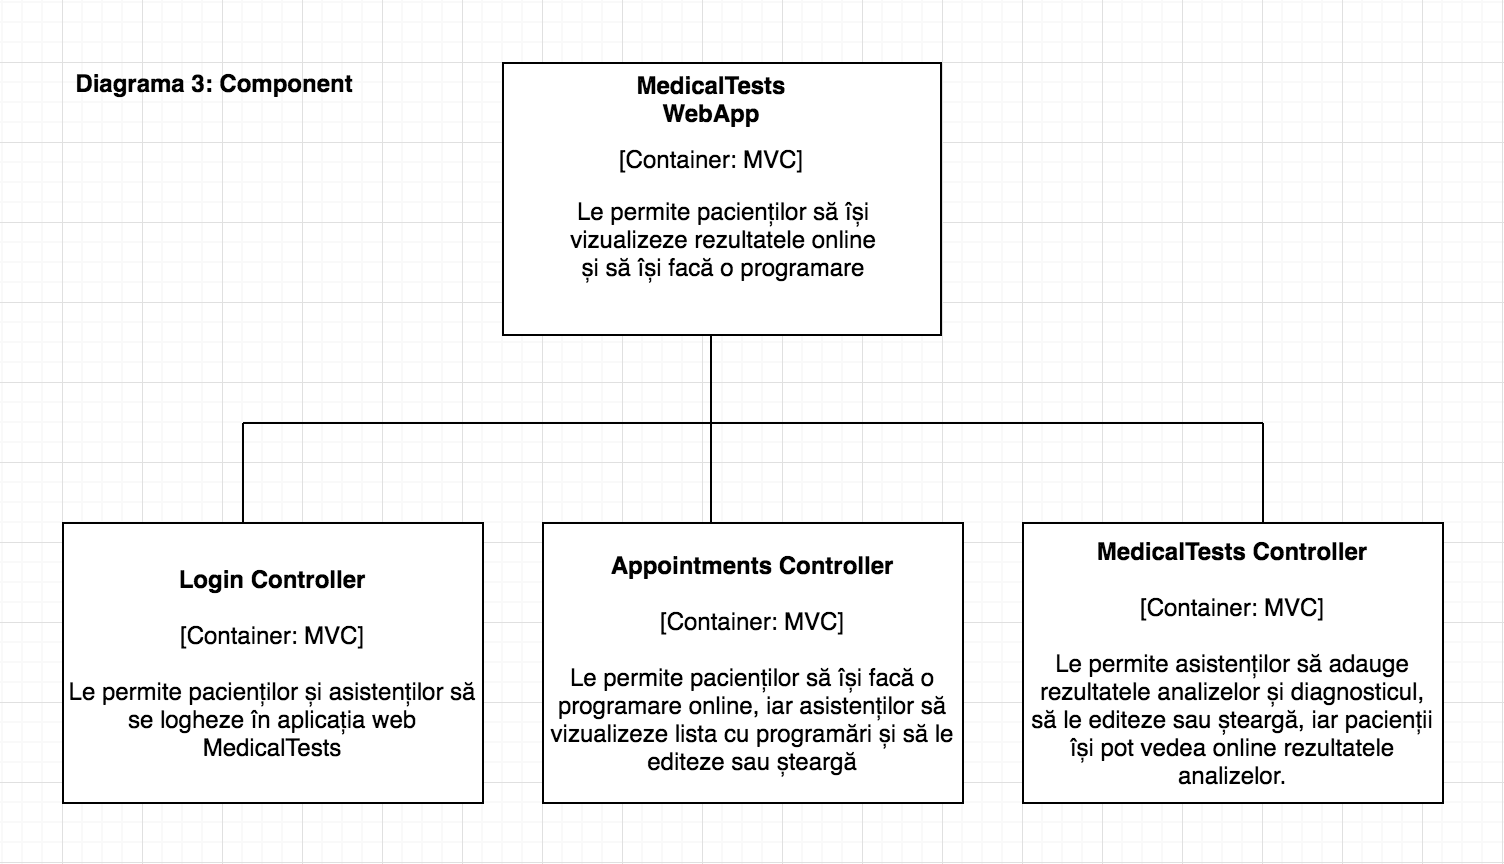 Diagrama 3: Component
MedicalTests
WebApp
[Container: MVC]
Le permite pacienților să își
vizualizeze rezultatele online
și să își facă o programare
Login Controller
[Container: MVC]
Le permite pacienților și asistenților să
se logheze în aplicația web
MedicalTests
Appointments Controller
[Container: MVC]
Le permite pacienților să își facă o
programare online, iar asistenților să
vizualizeze lista cu programări și să le
editeze sau șteargă
MedicalTests Controller
[Container: MVC]
Le permite asistenților să adauge
rezultatele analizelor și diagnosticul,
să le editeze sau șteargă, iar pacienții
își pot vedea online rezultatele
analizelor.